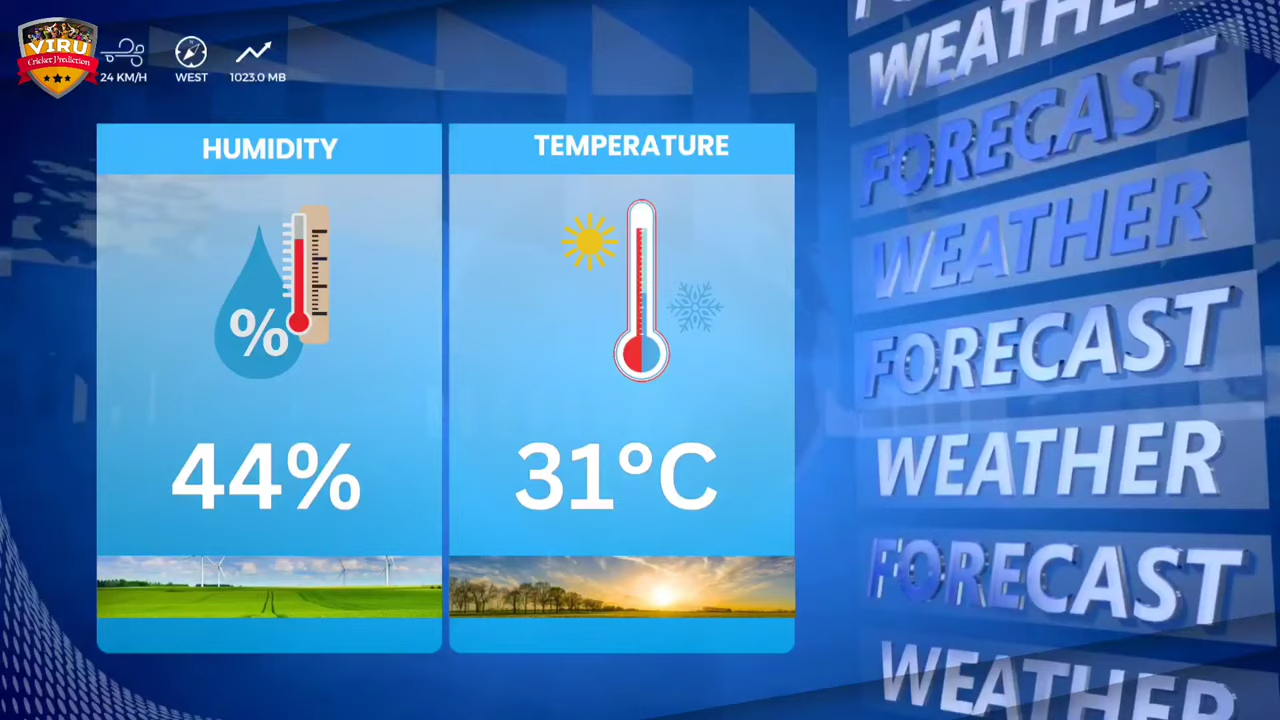 VIRU
Cricket Prediction
24 KM/H
WEST
1023.0 MB
HUMIDITY
TEMPERATURE
%
44%
31°C
WEATHER
FORECAST
WEATHER
FORECAST
WEATHER
FORECAST
WEATHER